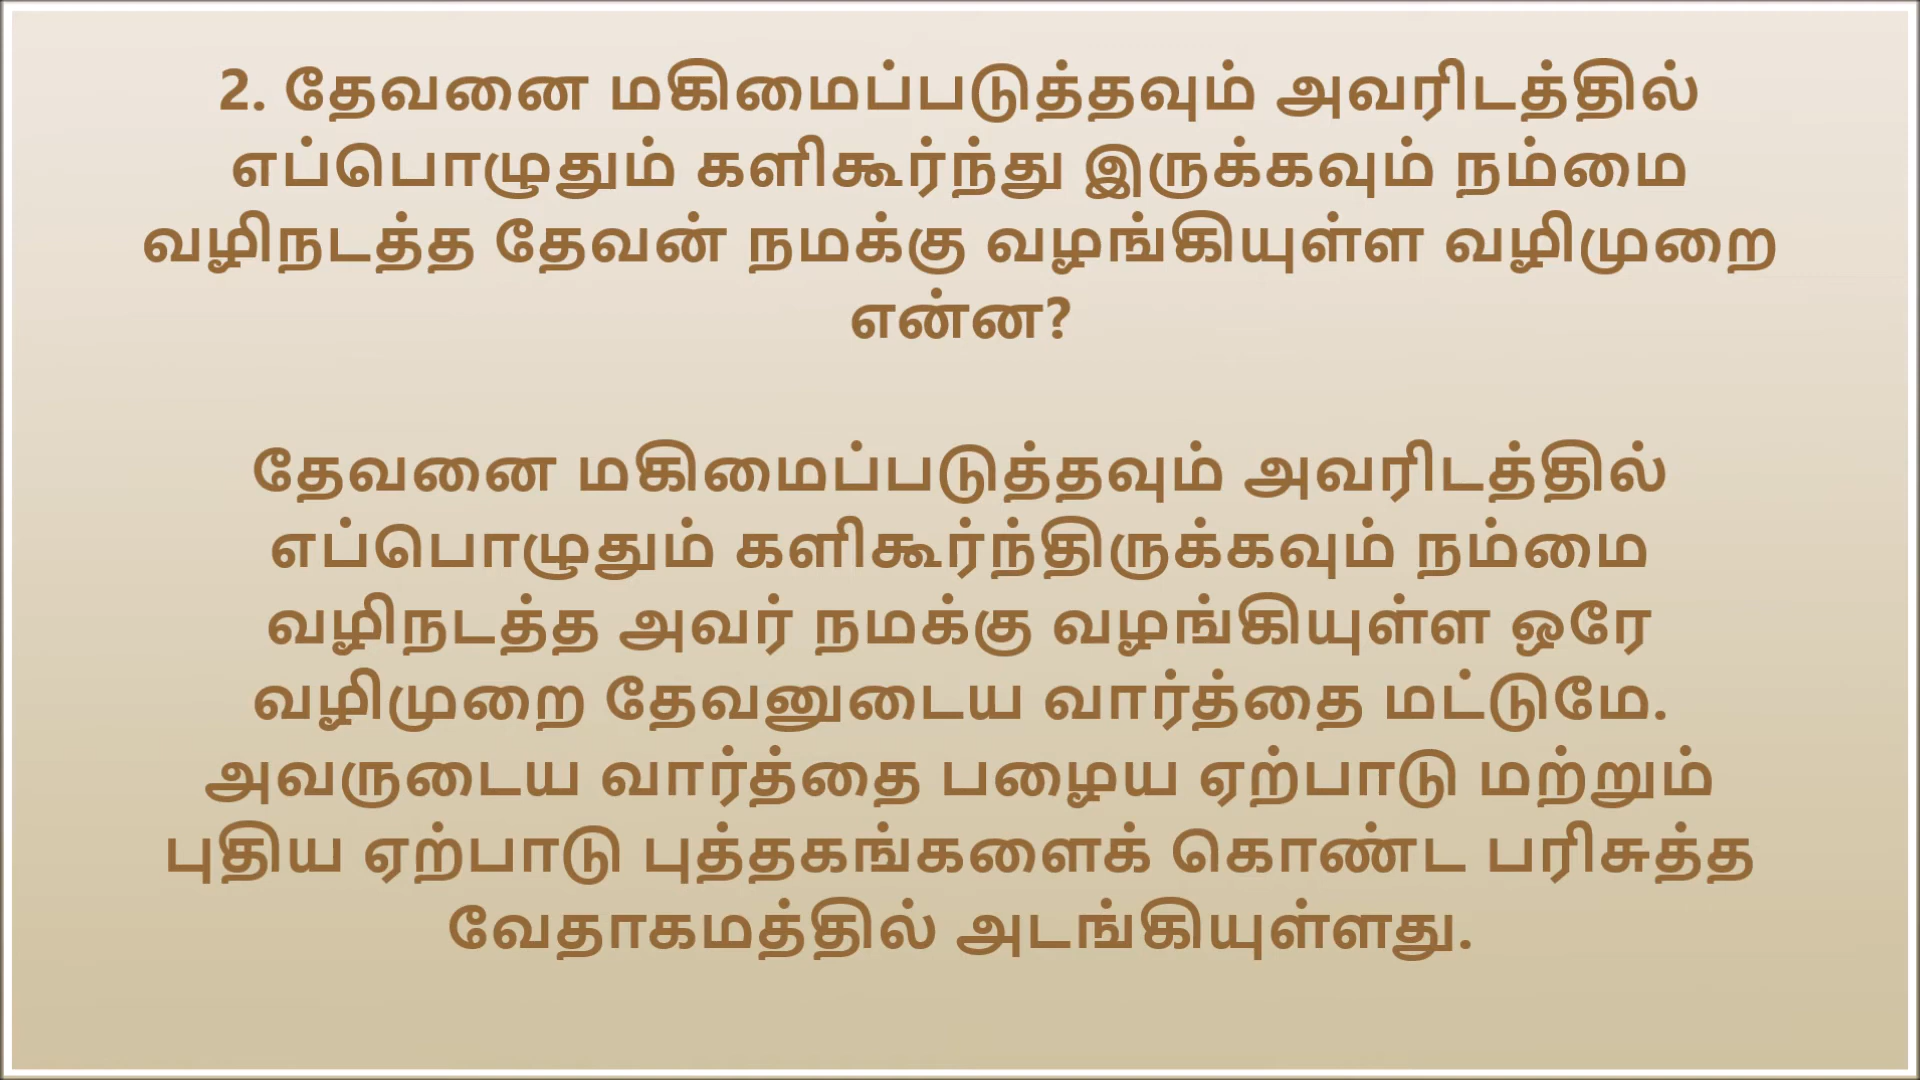 2. தேவனை மகிமைப்படுத்தவும் அவரிடத்தில்
எப்பொழுதும் களிகூர்ந்து இருக்கவும் நம்மை
வழிநடத்த தேவன் நமக்கு வழங்கியுள்ள வழிமுறை
என்ன?
தேவனை மகிமைப்படுத்தவும் அவரிடத்தில்
எப்பொழுதும் களிகூர்ந்திருக்கவும் நம்மை
வழிநடத்த அவர் நமக்கு வழங்கியுள்ள ஒரே
வழிமுறை தேவனுடைய வார்த்தை மட்டுமே.
அவருடைய வார்த்தை பழைய ஏற்பாடு மற்றும்
புதிய ஏற்பாடு புத்தகங்களைக் கொண்ட பரிசுத்த
வேதாகமத்தில் அடங்கியுள்ளது.